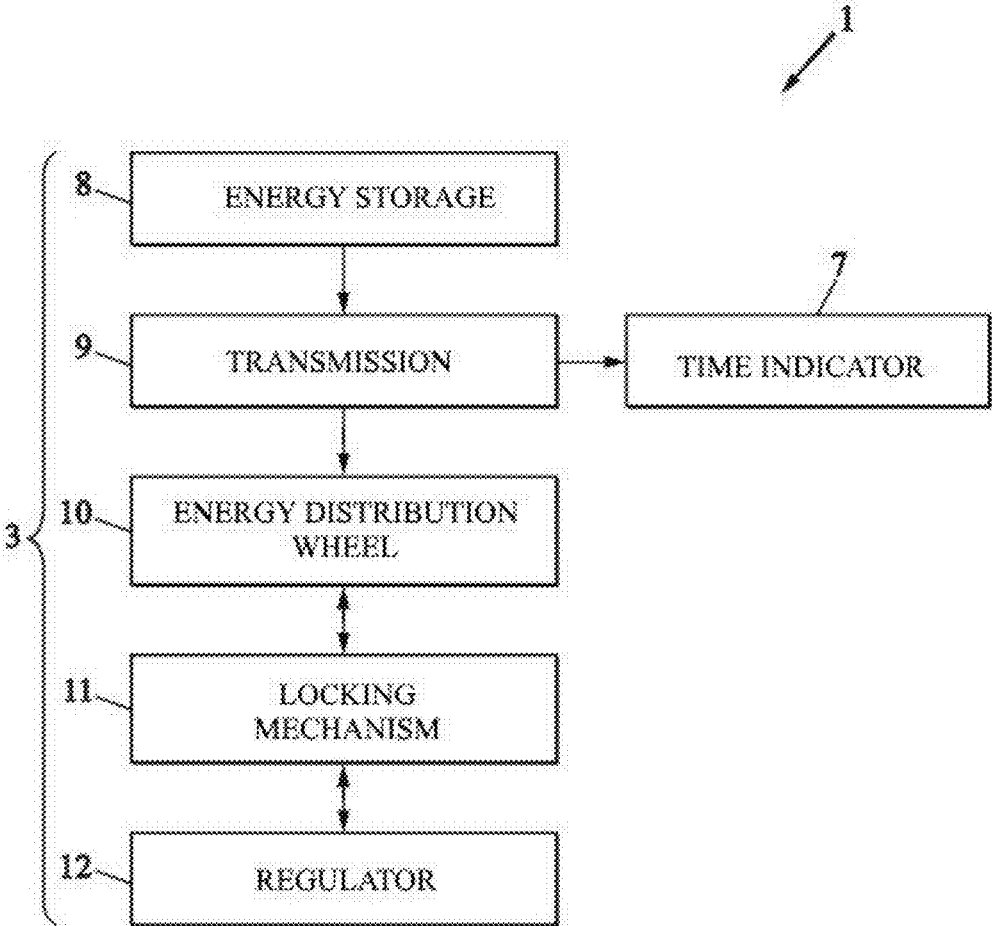 1
8
ENERGY STORAGE
7
9
TRANSMISSION
TIME INDICATOR
3
10
ENERGY DISTRIBUTION
WHEEL
11
LOCKING
MECHANISM
12
REGULATOR